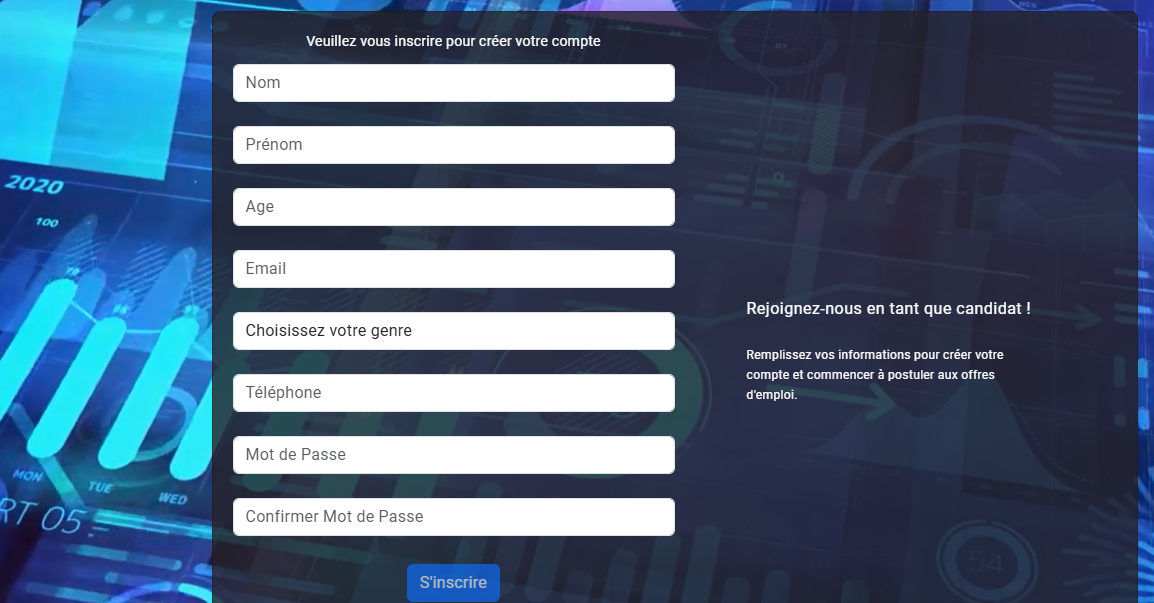 Veuillez vous inscrire pour créer votre compte
Nom
Prénom
Age
Email
Choisissez votre genre
Téléphone
Mot de Passe
Confirmer Mot de Passe
S'inscrire
Rejoignez-nous en tant que candidat !
Remplissez vos informations pour créer votre
compte et commencer à postuler aux offres
d'emploi.
2020
100
MON
TUE
WED
RT 05
54
07